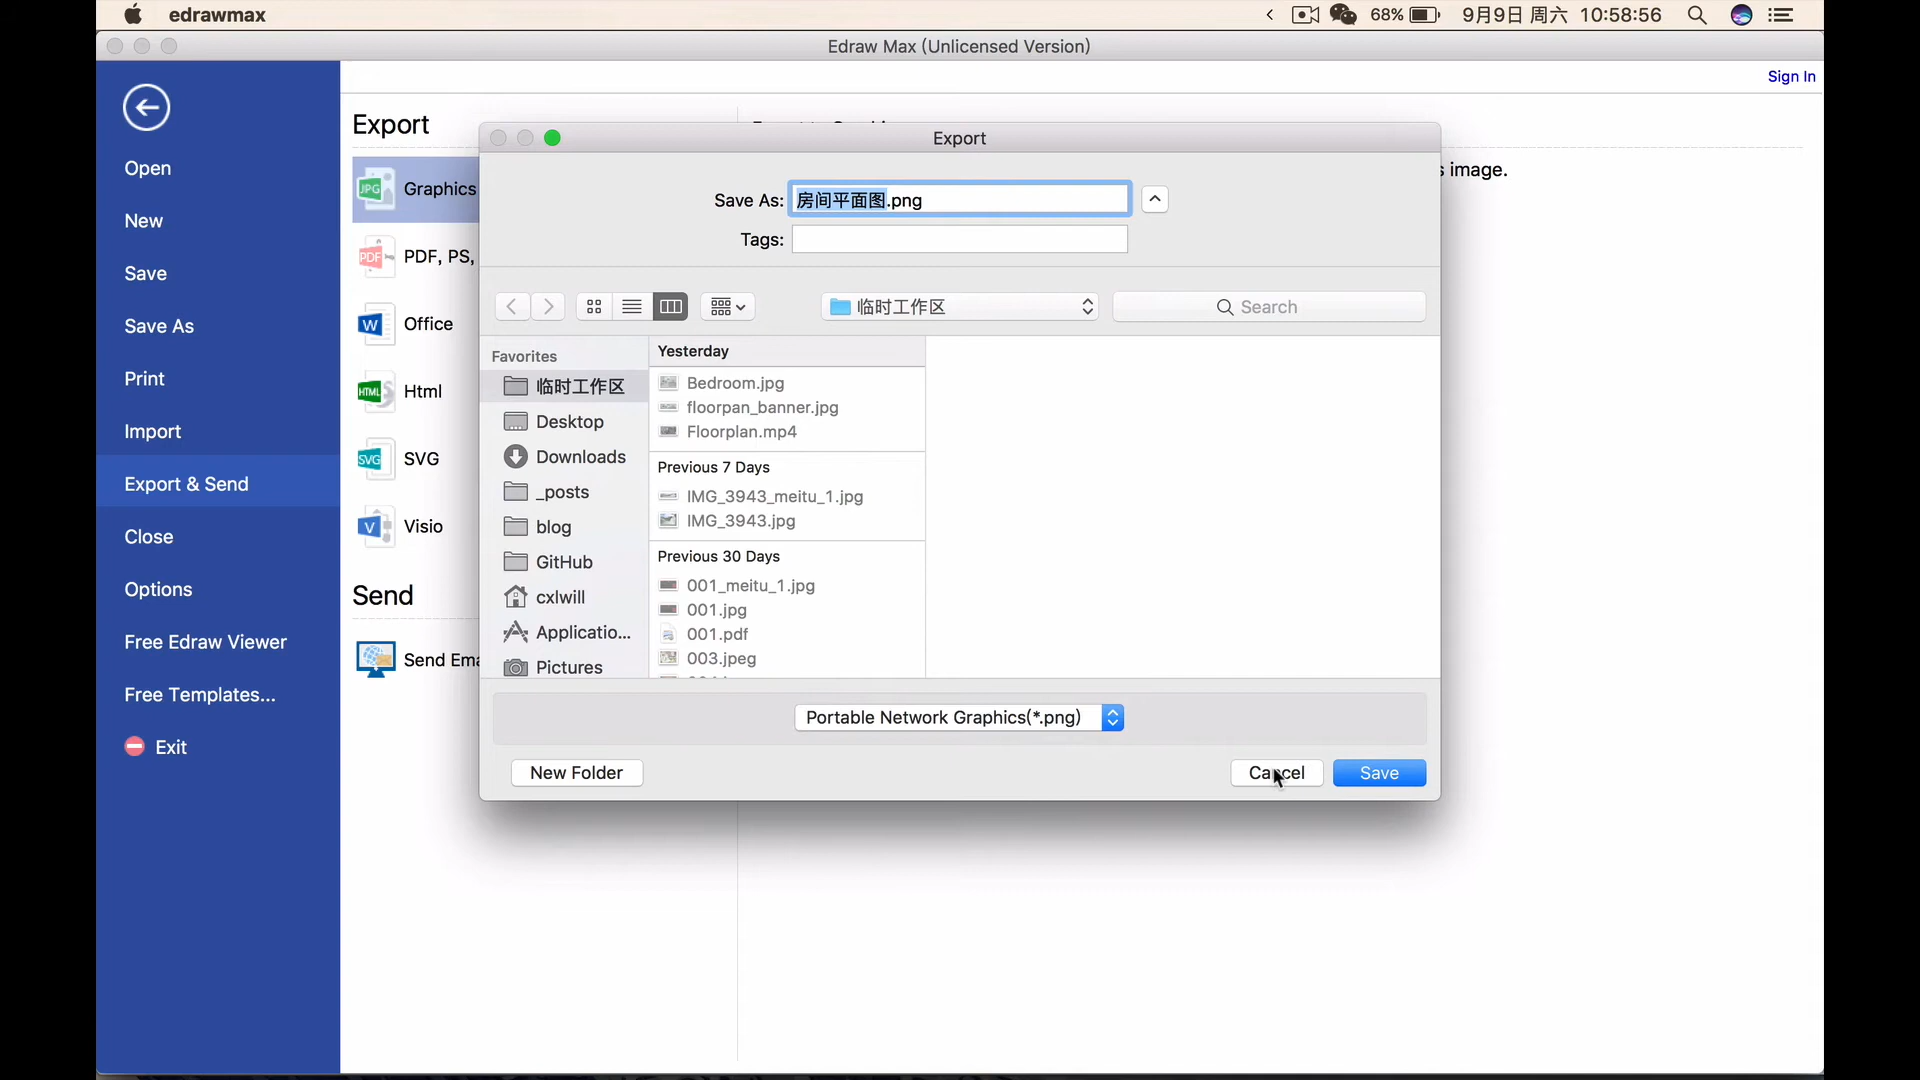 edrawmax
68% 9月9日 周六 10:58:56
Edraw Max (Unlicensed Version)
Sign In
Open
New
Save
Save As
Print
Import
Export & Send
Close
Options
Free Edraw Viewer
Free Templates...
Exit
Export
JPG Graphics
PDF PDF, PS,
W Office
HTML Html
SVG SVG
V Visio
Send
image.
Export
Save As: 房间平面图.png
Tags:
临时工作区
Search
Favorites
临时工作区
Desktop
Downloads
_posts
blog
GitHub
cxlwill
Applicatio...
Pictures
Yesterday
Bedroom.jpg
floorpan_banner.jpg
Floorplan.mp4
Previous 7 Days
IMG_3943_meitu_1.jpg
IMG_3943.jpg
Previous 30 Days
001_meitu_1.jpg
001.jpg
001.pdf
003.jpeg
Send Ema
Portable Network Graphics(*.png)
New Folder
Cancel
Save